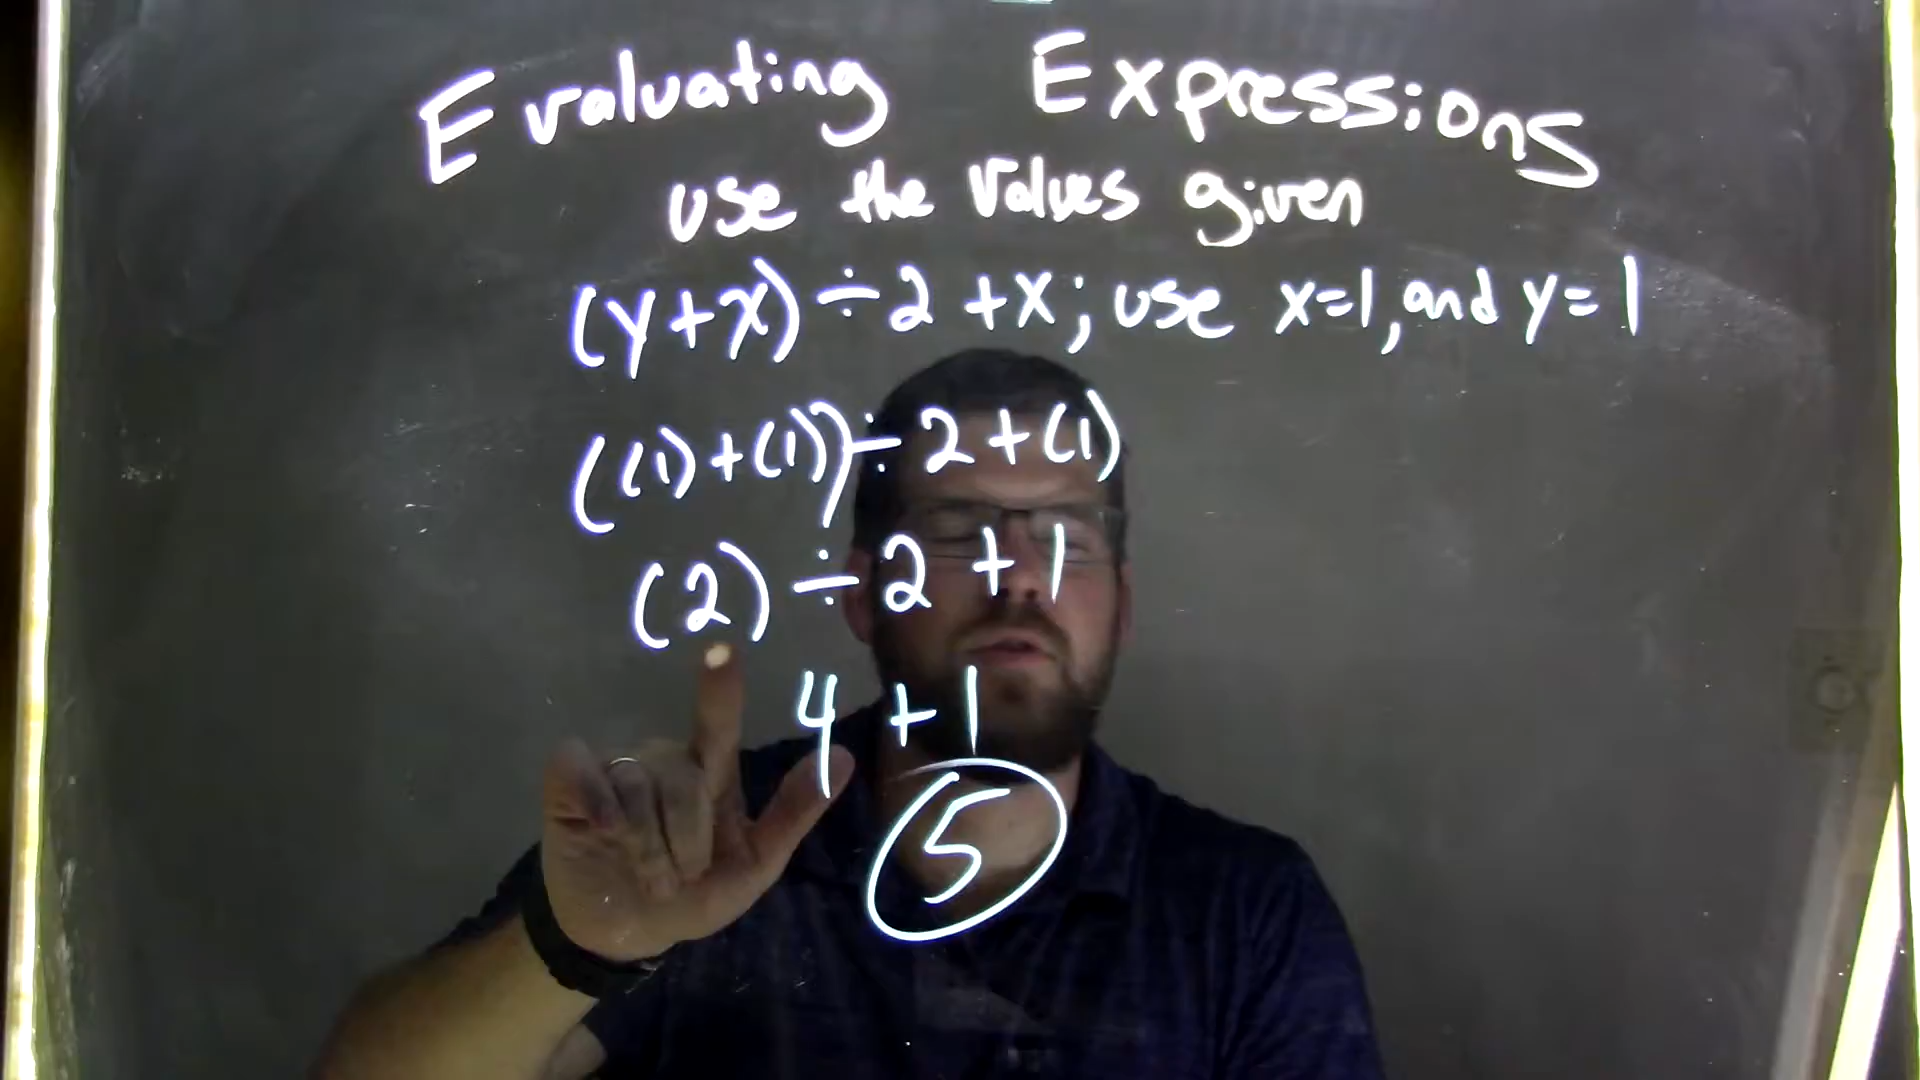 Evaluating Expressions
use the values given
(y+x)÷2+x; use x=1, and y=1
((1)+(1))÷2+(1)
(2)÷2+1
4+1
5